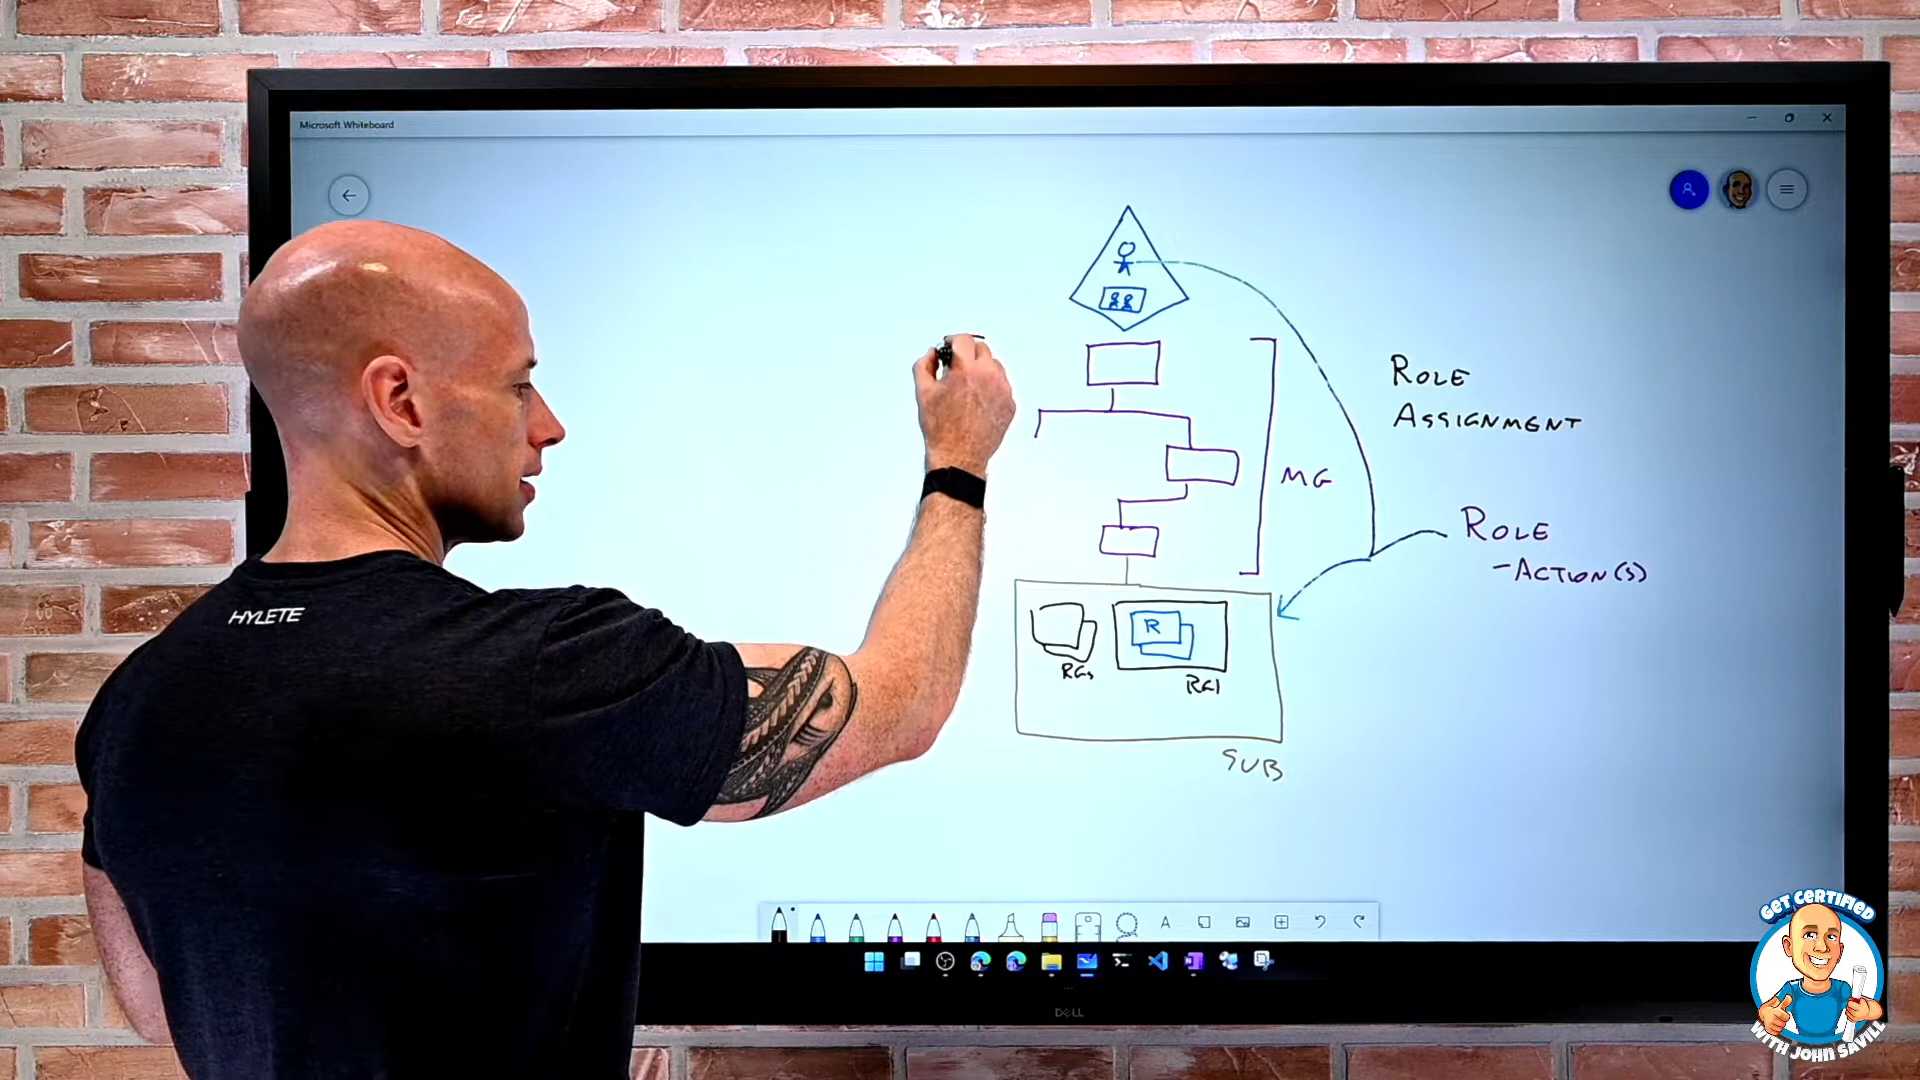 Microsoft Whiteboard
ROLE
ASSIGNMENT
MG
ROLE
-ACTION(S)
R
RGs
RG1
SUB
HYLETE
A
DELL
GET CERTIFIED
WITH JOHN SAVILL